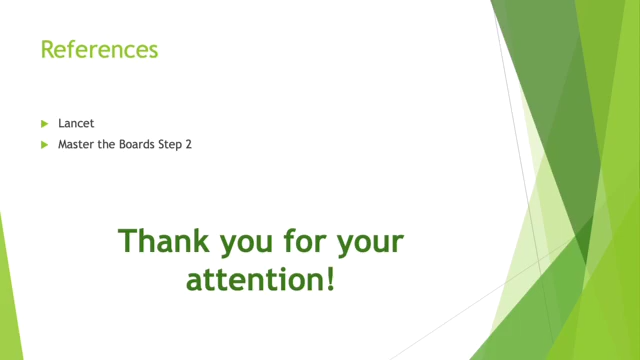 References
Lancet
Master the Boards Step 2
Thank you for your
attention!